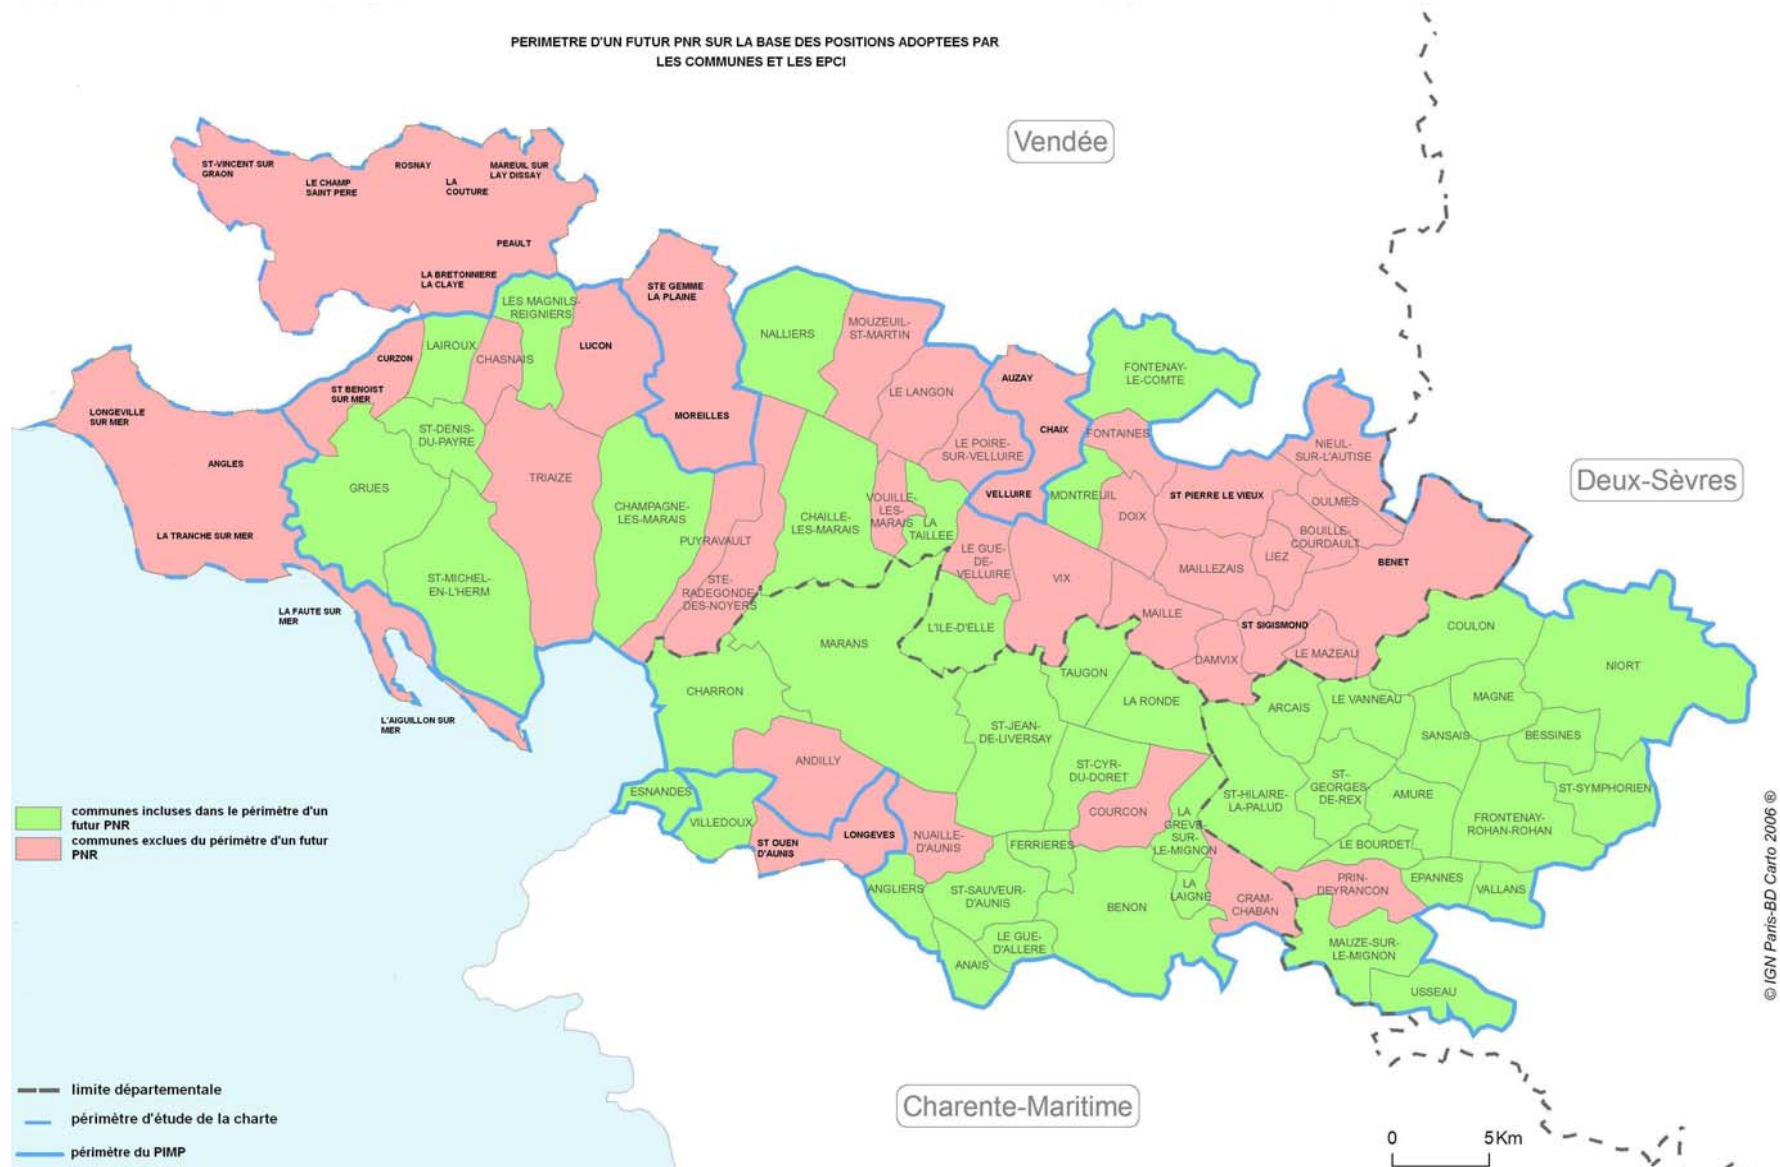 PERIMETRE D'UN FUTUR PNR SUR LA BASE DES POSITIONS ADOPTEES PAR
LES COMMUNES ET LES EPCI
Vendée
ST-VINCENT SUR
GRAON
LE CHAMP
SAINT PERE
ROSNAY
LA
COUTURE
MAREUIL SUR
LAY DISSAY
PEAULT
LA BRETONNIERE
LA CLAYE
LES MAGNILS-
REIGNIERS
STE GEMME
LA PLAINE
NALLIERS
MOUZEUIL-
ST-MARTIN
LAIROUX
CHASNAIS
LUCON
CURZON
ST BENOIST
SUR MER
AUZAY
FONTENAY-
LE-COMTE
LE LANGON
LONGEVILLE
SUR MER
ST-DENIS-
DU-PAYRE
MOREILLES
CHAIX
FONTAINES
LE POIRE-
SUR-VELLUIRE
NIEUL-
SUR-L'AUTISE
ANGLES
GRUES
TRIAIZE
Deux-Sèvres
VELLUIRE
MONTREUIL
ST PIERRE LE VIEUX
OULMES
CHAMPAGNE-
LES-MARAIS
CHAILLE-
LES-MARAIS
VOUILLE-
LES-
MARAIS
LA
TAILLEE
DOIX
BOUILLE-
COURDAULT
LA TRANCHE SUR MER
PUYRAVAULT
LE GUE-
DE-
VELLUIRE
VIX
MAILLEZAIS
LIEZ
BENET
ST-MICHEL-
EN-L'HERM
STE-
RADEGONDE-
DES-NOYERS
LA FAUTE SUR
MER
MAILLE
L'ILE-D'ELLE
ST SIGISMOND
COULON
MARANS
DAMVIX
LE MAZEAU
NIORT
CHARRON
TAUGON
LA RONDE
ARCAIS
LE VANNEAU
MAGNE
L'AIGUILLON SUR
MER
ST-JEAN-
DE-LIVERSAY
SANSAIS
BESSINES
ANDILLY
ST-CYR-
DU-DORET
ST-HILAIRE-
LA-PALUD
ST-
GEORGES-
DE-REX
AMURE
ST-SYMPHORIEN
ESNANDES
VILLEDOUX
COURCON
LA
GREVE-
SUR-
LE-MIGNON
FRONTENAY-
ROHAN-ROHAN
ST OUEN
D'AUNIS
LONGEVES
NUAILLE-
D'AUNIS
FERRIERES
LE BOURDET
ANGLIERS
ST-SAUVEUR-
D'AUNIS
BENON
LA
LAIGNE
CRAM-
CHABAN
PRIN-
DEYRANCON
EPANNES
VALLANS
LE GUE-
D'ALLERE
ANAIS
MAUZE-SUR-
LE-MIGNON
USSEAU
communes incluses dans le périmètre d'un
futur PNR
communes exclues du périmètre d'un futur
PNR
limite départementale
périmètre d'étude de la charte
périmètre du PIMP
Charente-Maritime
0 5Km
© IGN Paris-BD Carto 2006 ®